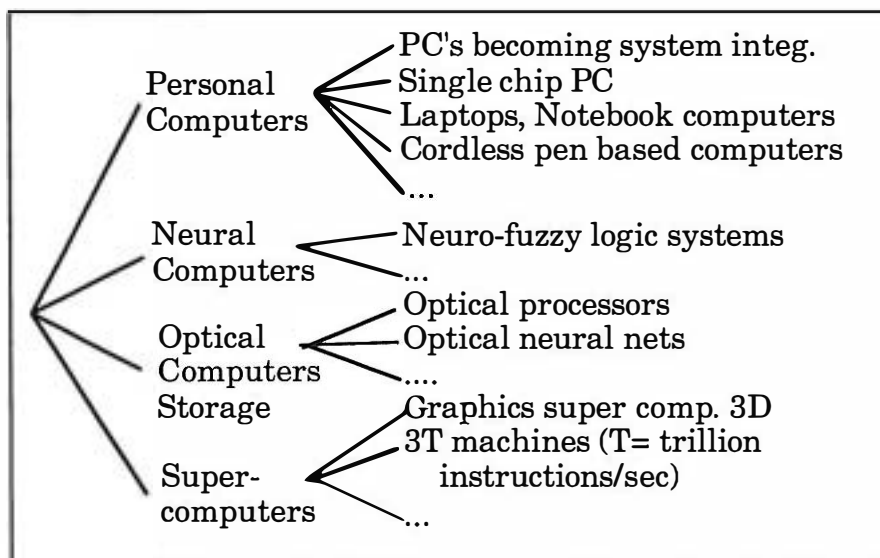 Personal
Computers
PC's becoming system integ.
Single chip PC
Laptops, Notebook computers
Cordless pen based computers
...
Neural
Computers
Neuro-fuzzy logic systems
...
Optical
Computers
Storage
Optical processors
Optical neural nets
....
Super-
computers
Graphics super comp. 3D
3T machines (T= trillion
instructions/sec)
...